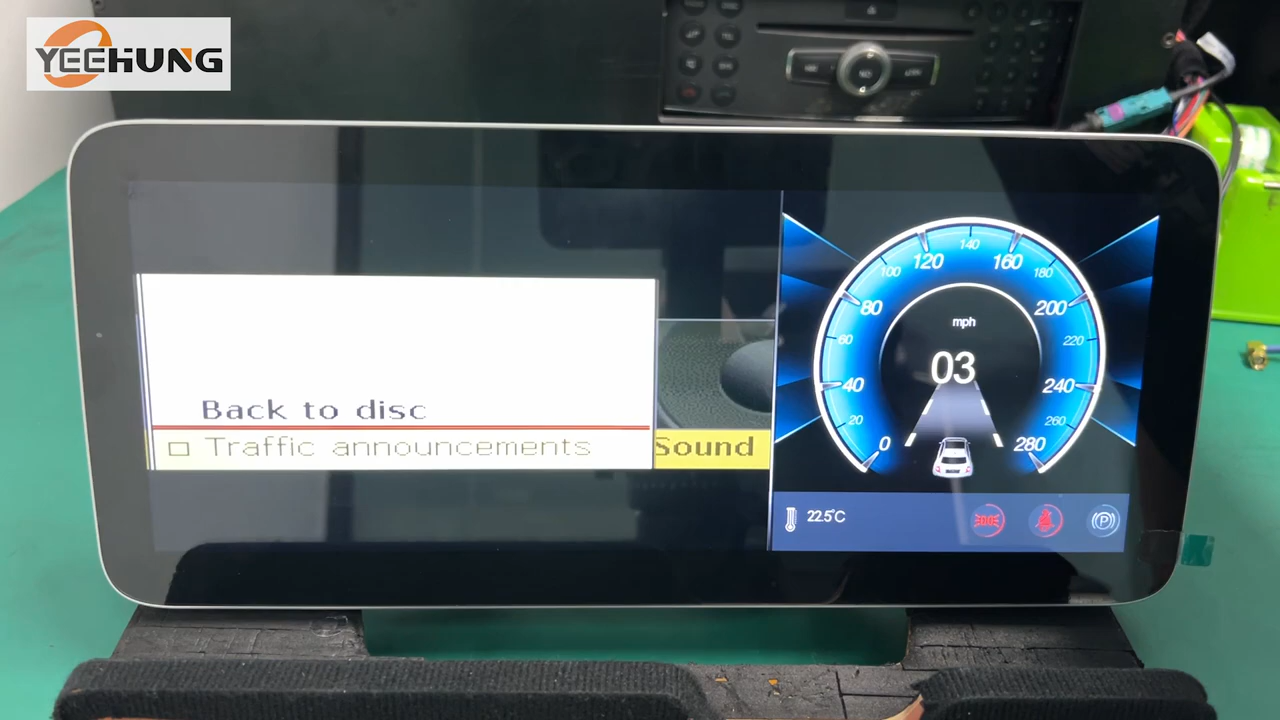 YEEHUNG
140
120
160
100
180
80
200
mph
60
220
03
40
240
Back to disc
20
260
Traffic announcements
Sound
0
280
22.5°C
P